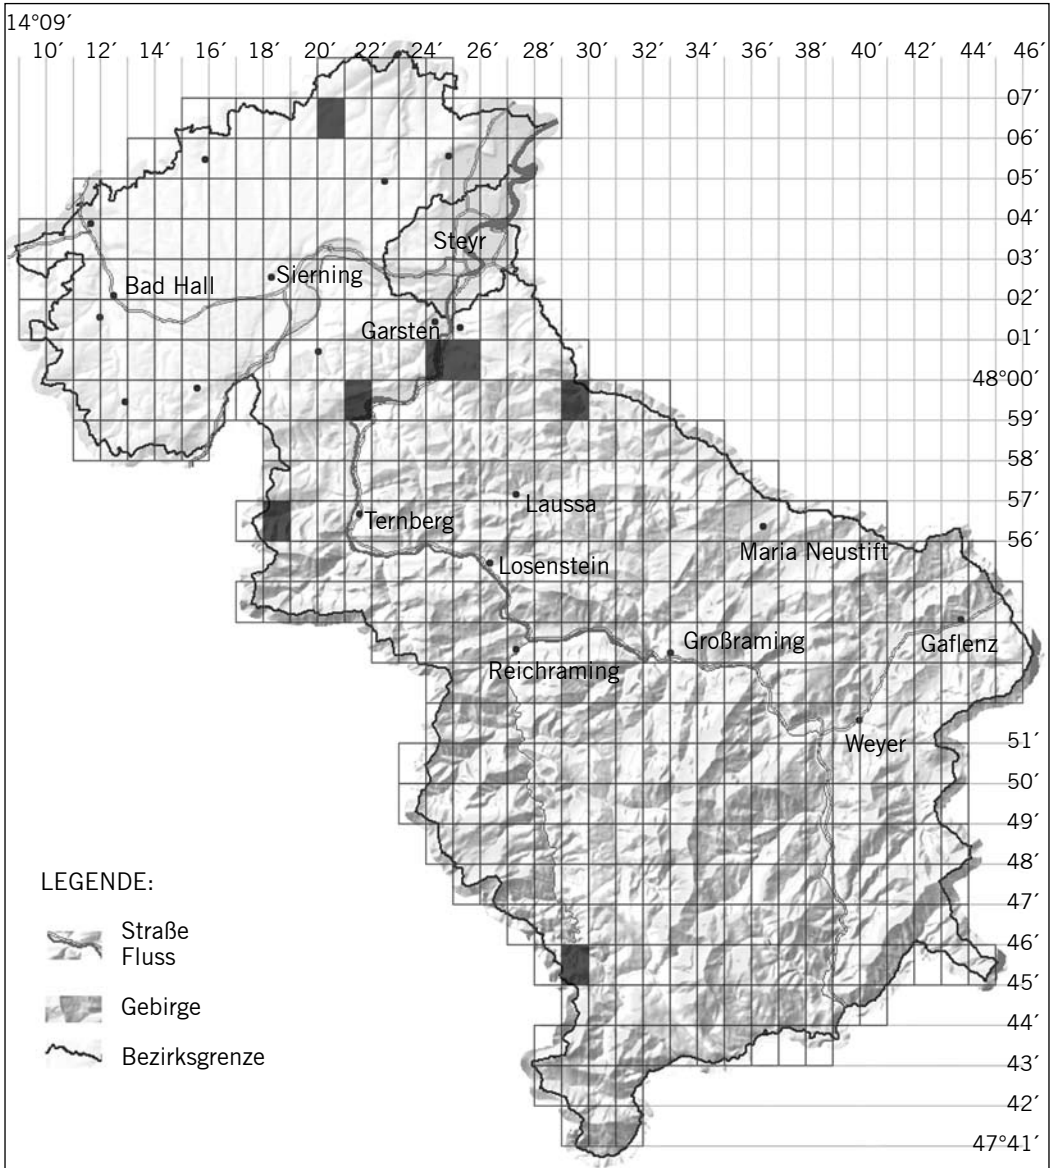 14°09′
10′ 12′ 14′ 16′ 18′ 20′ 22′ 24′ 26′ 28′ 30′ 32′ 34′ 36′ 38′ 40′ 42′ 44′ 46′
07′
06′
05′
04′
Steyr
03′
Sierning
Bad Hall
02′
Garsten
01′
48°00′
59′
58′
57′
Laussa
Ternberg
56′
Maria Neustift
Losenstein
Großraming
Gaflenz
Reichraming
Weyer
51′
50′
49′
48′
LEGENDE:
47′
Straße
Fluss
46′
45′
Gebirge
44′
Bezirksgrenze
43′
42′
47°41′